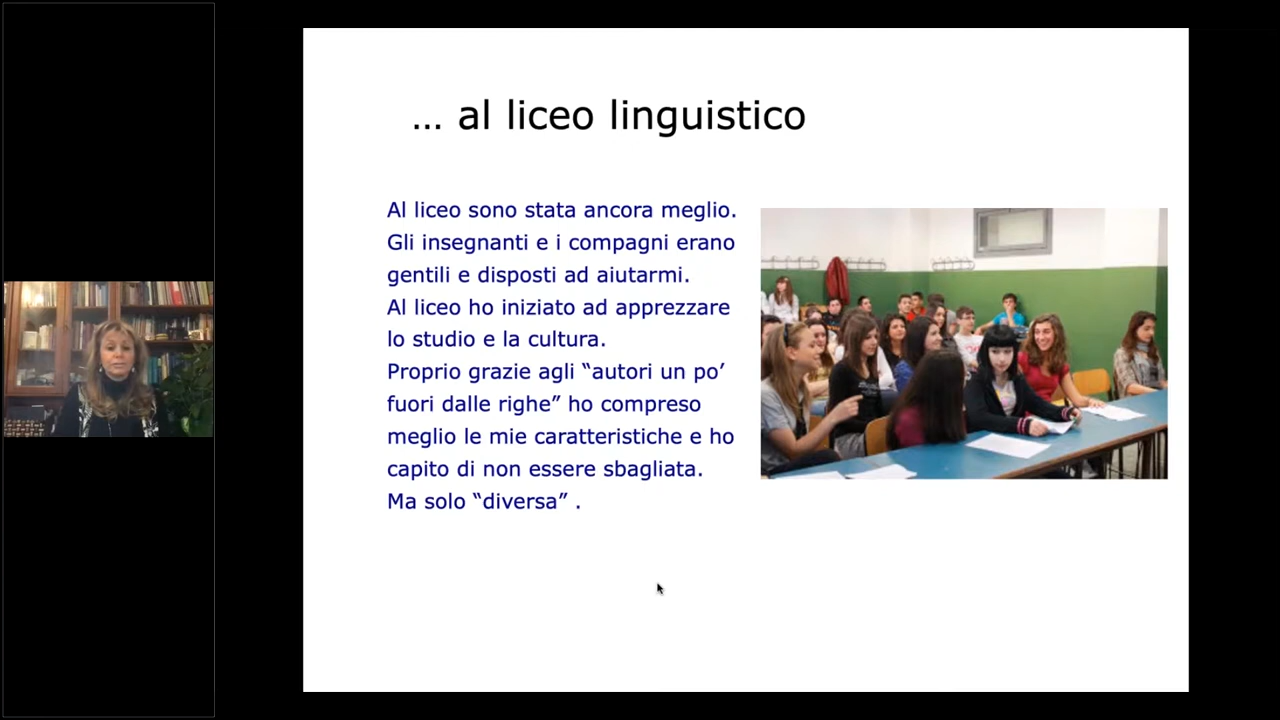 … al liceo linguistico
Al liceo sono stata ancora meglio.
Gli insegnanti e i compagni erano
gentili e disposti ad aiutarmi.
Al liceo ho iniziato ad apprezzare
lo studio e la cultura.
Proprio grazie agli “autori un po’
fuori dalle righe” ho compreso
meglio le mie caratteristiche e ho
capito di non essere sbagliata.
Ma solo “diversa” .